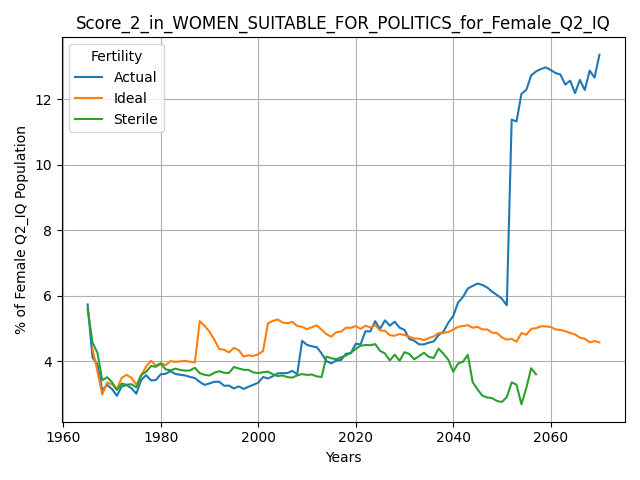 Score_2_in_WOMEN_SUITABLE_FOR_POLITICS_for_Female_Q2_IQ
Fertility
Actual
Ideal
Sterile
% of Female Q2_IQ Population
12
10
8
6
4
1960 1980 2000 2020 2040 2060
Years